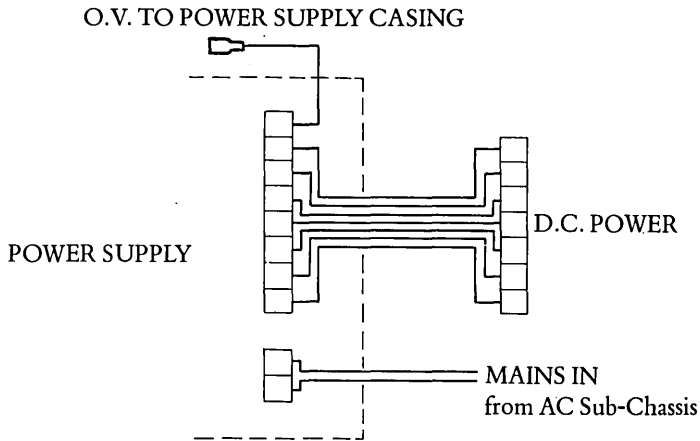 O.V. TO POWER SUPPLY CASING
D.C. POWER
POWER SUPPLY
MAINS IN
from AC Sub-Chassis